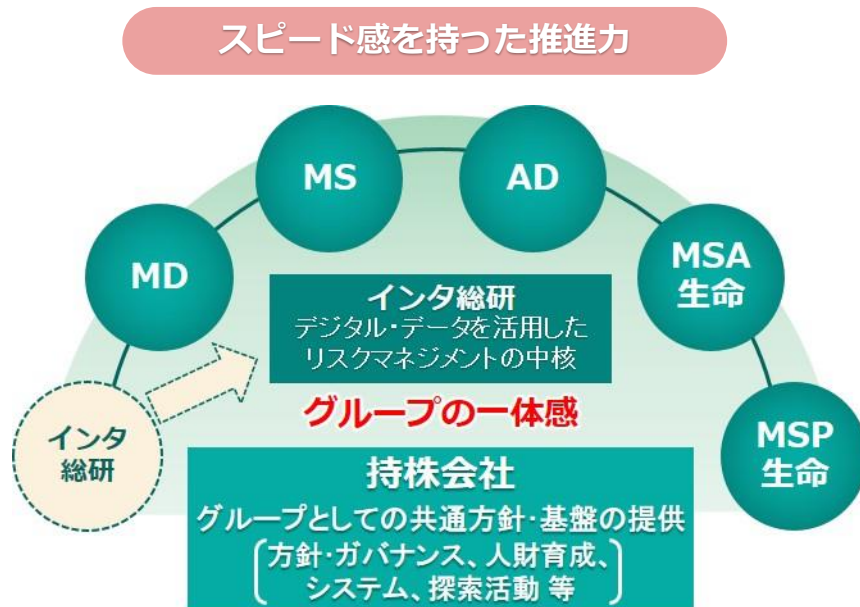 スピード感を持った推進力
MS
AD
MD
MSA
生命
インタ総研
デジタル・データを活用した
リスクマネジメントの中核
インタ
総研
グループの一体感
MSP
生命
持株会社
グループとしての共通方針・基盤の提供
方針・ガバナンス、人財育成、
システム、探索活動 等